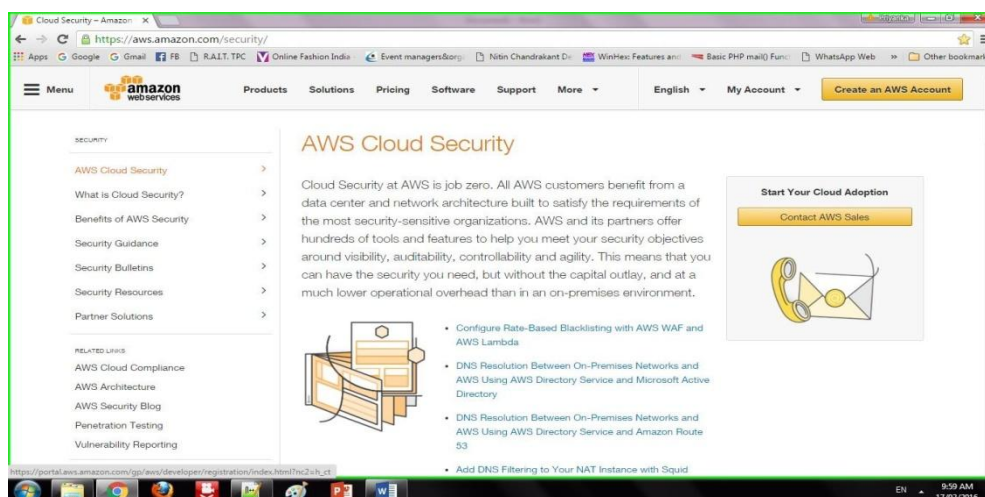 Cloud Security – Amazon
https://aws.amazon.com/security/
Apps Google Gmail FB R.A.I.T. TPC Online Fashion India Event managers&org Nitin Chandrakant De WinHex: Features and Basic PHP mail() Func WhatsApp Web » Other bookmark
Menu amazon web services Products Solutions Pricing Software Support More English My Account Create an AWS Account
SECURITY
AWS Cloud Security
What is Cloud Security?
Benefits of AWS Security
Security Guidance
Security Bulletins
Security Resources
Partner Solutions
RELATED LINKS
AWS Cloud Compliance
AWS Architecture
AWS Security Blog
Penetration Testing
Vulnerability Reporting
AWS Cloud Security
Cloud Security at AWS is job zero. All AWS customers benefit from a
data center and network architecture built to satisfy the requirements of
the most security-sensitive organizations. AWS and its partners offer
hundreds of tools and features to help you meet your security objectives
around visibility, auditability, controllability and agility. This means that you
can have the security you need, but without the capital outlay, and at a
much lower operational overhead than in an on-premises environment.
Configure Rate-Based Blacklisting with AWS WAF and
AWS Lambda
DNS Resolution Between On-Premises Networks and
AWS Using AWS Directory Service and Microsoft Active
Directory
DNS Resolution Between On-Premises Networks and
AWS Using AWS Directory Service and Amazon Route
53
Add DNS Filtering to Your NAT Instance with Squid
Start Your Cloud Adoption
Contact AWS Sales
https://portal.aws.amazon.com/gp/aws/developer/registration/index.html?nc2=h_ct
EN 9:59 AM
17/03/2016